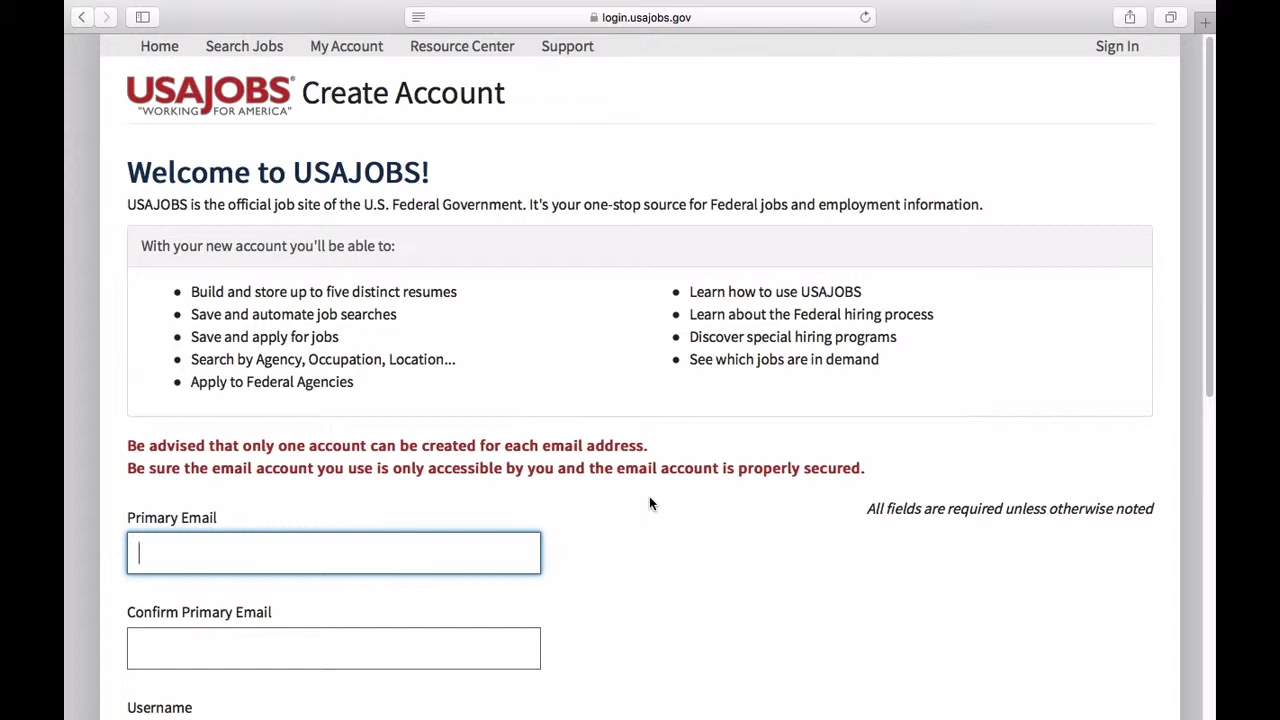 login.usajobs.gov
Home Search Jobs My Account Resource Center Support Sign In
USAJOBS® Create Account
"WORKING FOR AMERICA"
Welcome to USAJOBS!
USAJOBS is the official job site of the U.S. Federal Government. It's your one-stop source for Federal jobs and employment information.
With your new account you'll be able to:
Build and store up to five distinct resumes
Save and automate job searches
Save and apply for jobs
Search by Agency, Occupation, Location...
Apply to Federal Agencies
Learn how to use USAJOBS
Learn about the Federal hiring process
Discover special hiring programs
See which jobs are in demand
Be advised that only one account can be created for each email address.
Be sure the email account you use is only accessible by you and the email account is properly secured.
All fields are required unless otherwise noted
Primary Email
Confirm Primary Email
Username